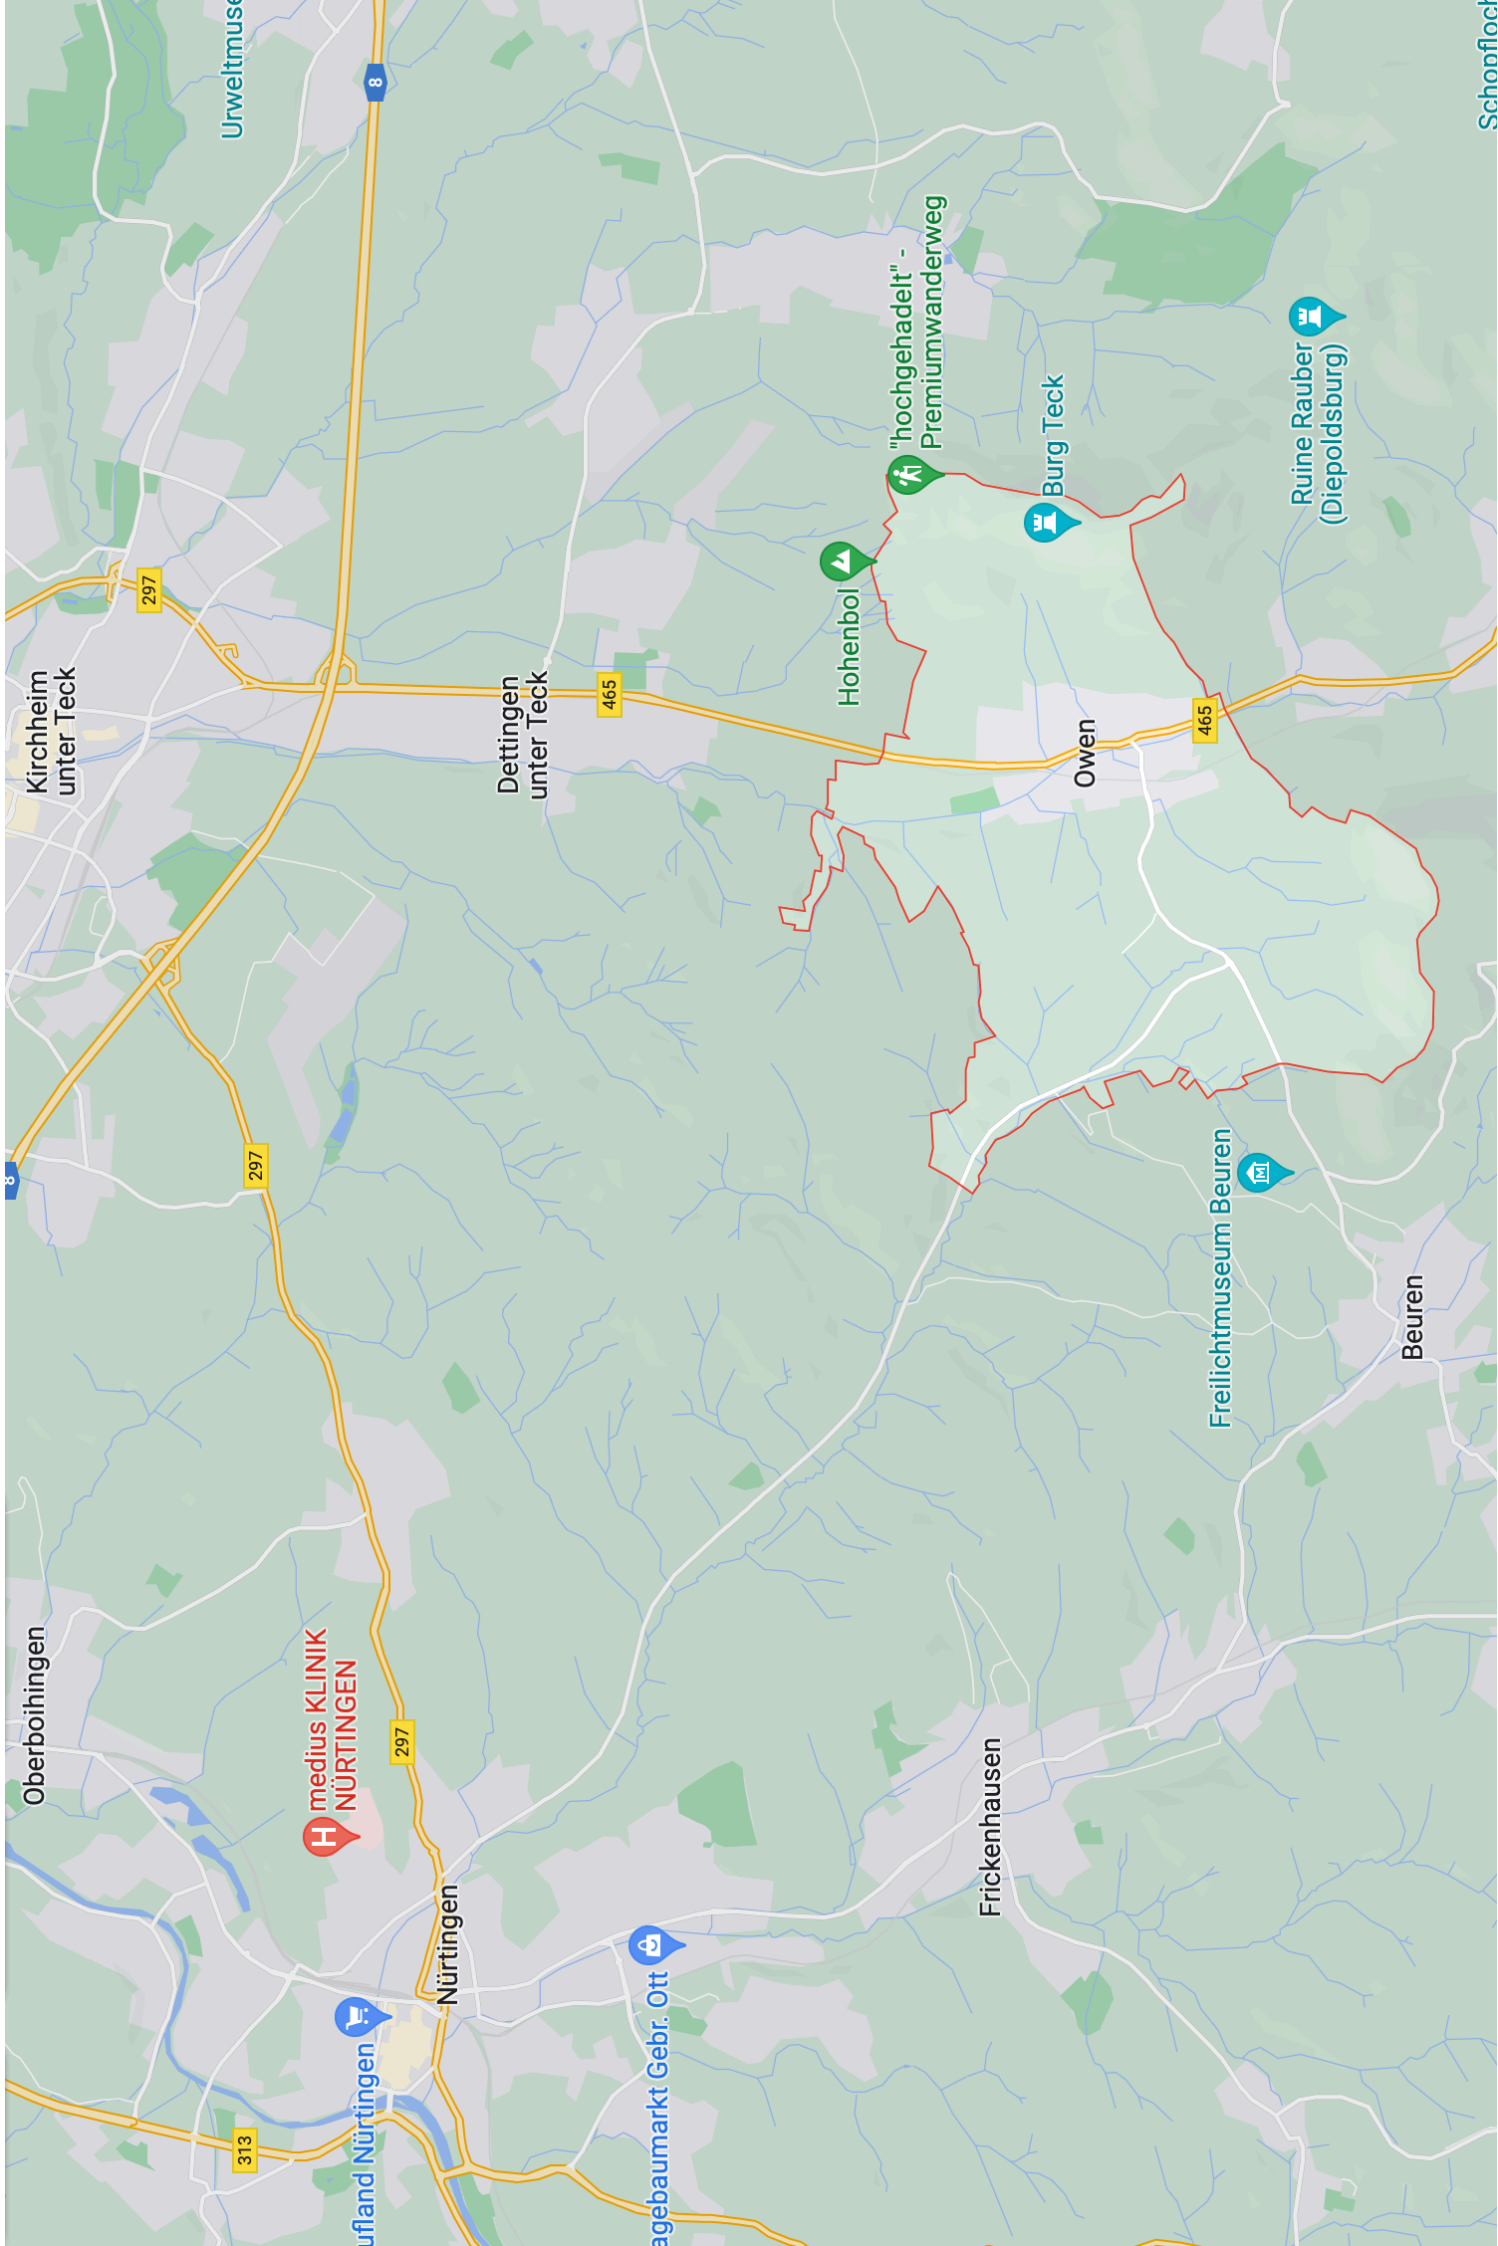 Oberboihingen
8
Kirchheim
unter Teck
297
Urweltmuse
8
313
297
medius KLINIK
NÜRTINGEN
ufland Nürtingen
297
Nürtingen
Dettingen
unter Teck
465
agebaumarkt Gebr. Ott
Hohenbol
"hochgehadelt" -
Premiumwanderweg
Frickenhausen
Owen
Burg Teck
465
Freilichtmuseum Beuren
M
Ruine Rauber
(Diepoldsburg)
Beuren
Schopfloch
H